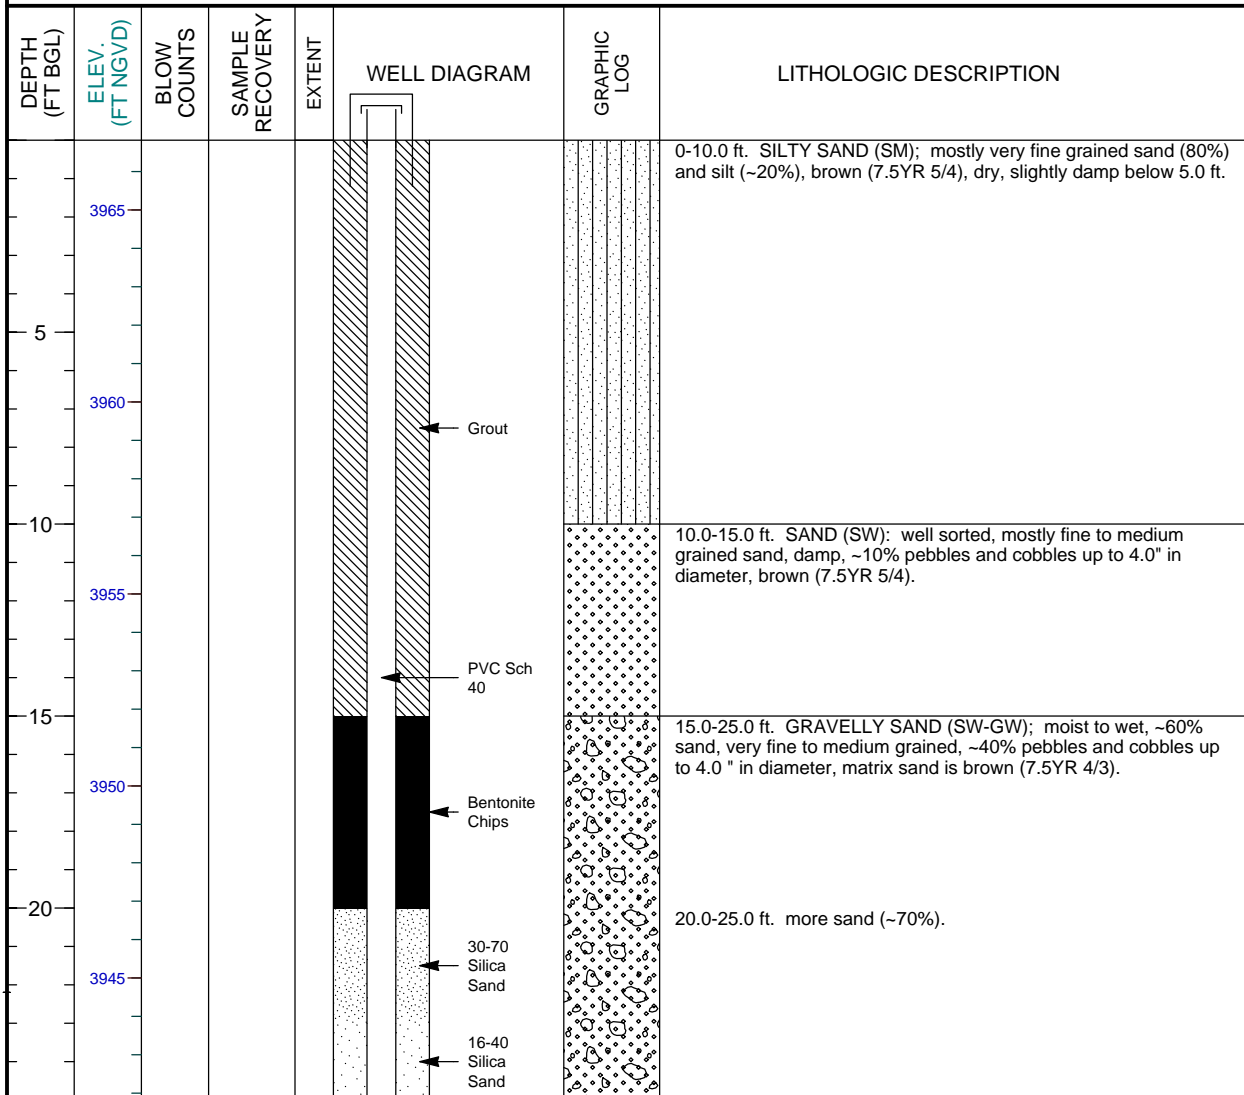 DEPTH
(FT BGL)
ELEV.
(FT NGVD)
BLOW
COUNTS
SAMPLE
RECOVERY
EXTENT
WELL DIAGRAM
GRAPHIC
LOG
LITHOLOGIC DESCRIPTION
0-10.0 ft. SILTY SAND (SM); mostly very fine grained sand (80%)
and silt (~20%), brown (7.5YR 5/4), dry, slightly damp below 5.0 ft.
3965
5
3960
Grout
10
10.0-15.0 ft. SAND (SW): well sorted, mostly fine to medium
grained sand, damp, ~10% pebbles and cobbles up to 4.0" in
diameter, brown (7.5YR 5/4).
3955
PVC Sch
40
15
15.0-25.0 ft. GRAVELLY SAND (SW-GW); moist to wet, ~60%
sand, very fine to medium grained, ~40% pebbles and cobbles up
to 4.0 " in diameter, matrix sand is brown (7.5YR 4/3).
3950
Bentonite
Chips
20
20.0-25.0 ft. more sand (~70%).
30-70
Silica
Sand
3945
16-40
Silica
Sand